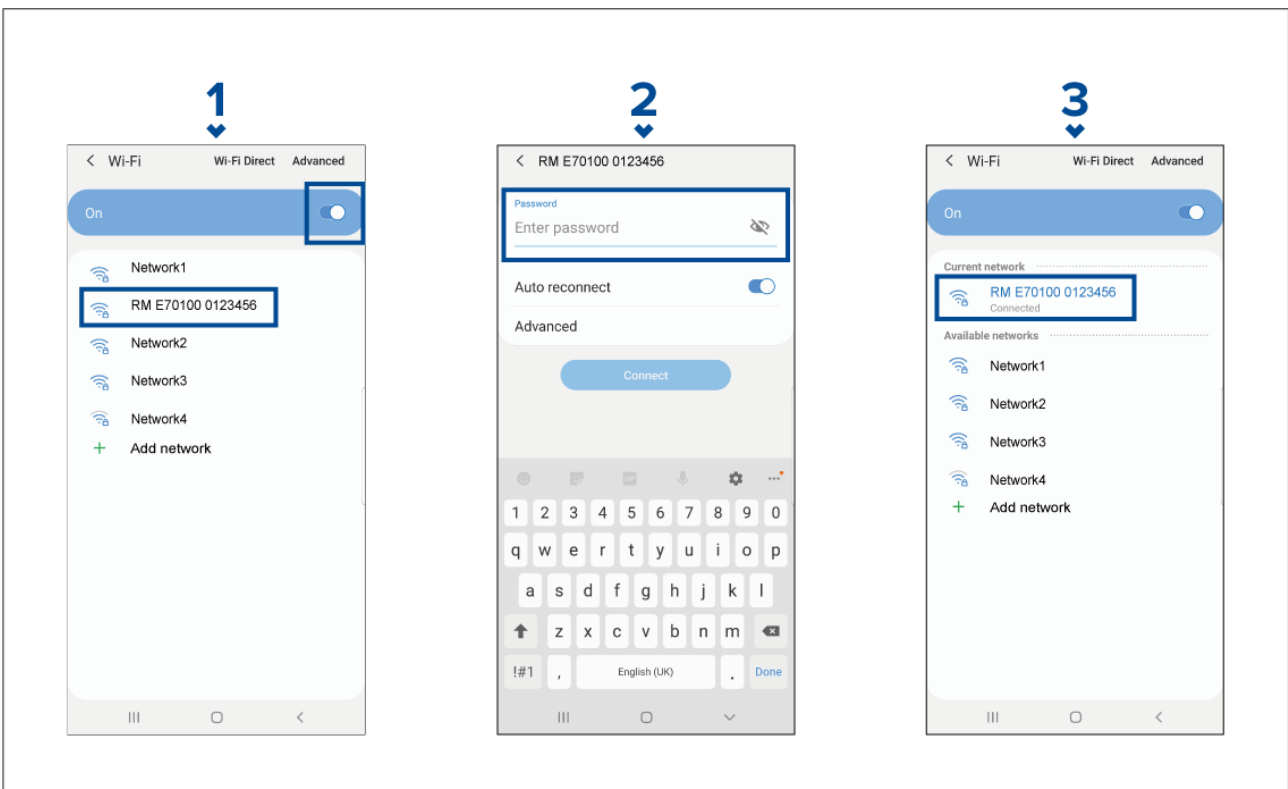 1
Wi-Fi Wi-Fi Direct Advanced
On
Network1
RM E70100 0123456
Network2
Network3
Network4
+ Add network
2
RM E70100 0123456
Password
Enter password
Auto reconnect
Advanced
Connect
1 2 3 4 5 6 7 8 9 0
q w e r t y u i o p
a s d f g h j k l
z x c v b n m
!#1 , English (UK) . Done
3
Wi-Fi Wi-Fi Direct Advanced
On
Current network
RM E70100 0123456
Connected
Available networks
Network1
Network2
Network3
Network4
+ Add network